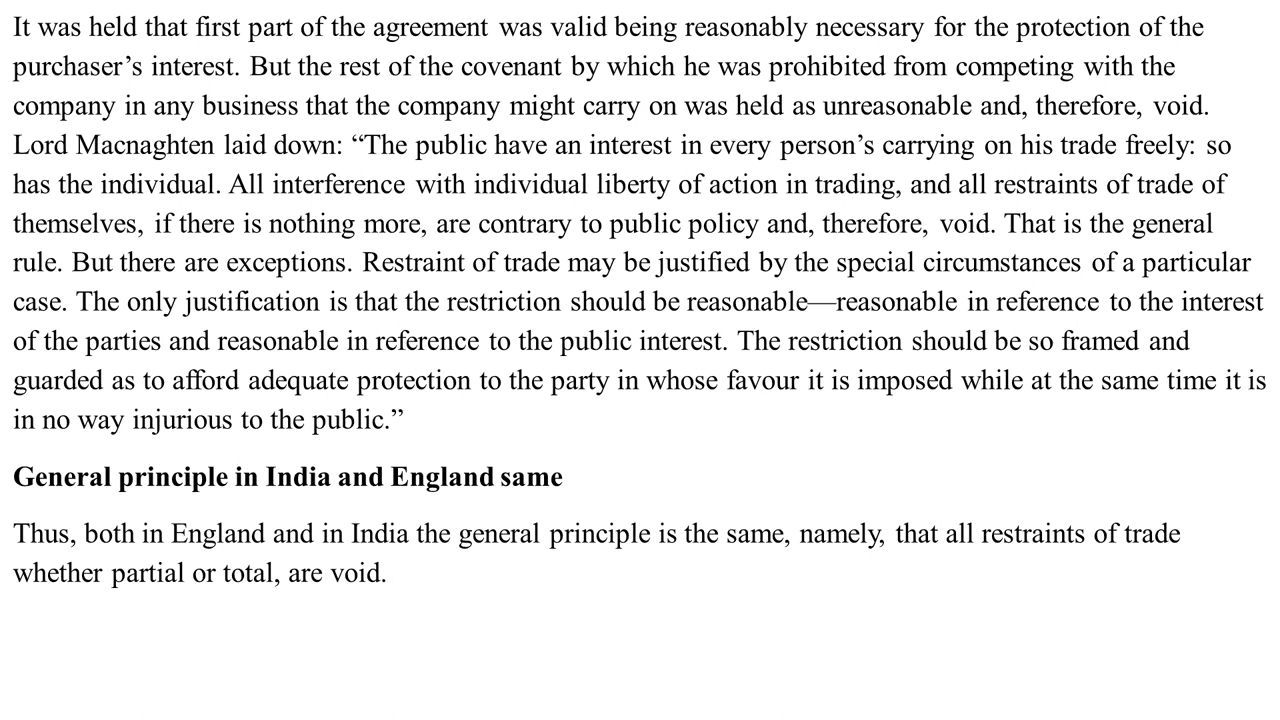 It was held that first part of the agreement was valid being reasonably necessary for the protection of the
purchaser’s interest. But the rest of the covenant by which he was prohibited from competing with the
company in any business that the company might carry on was held as unreasonable and, therefore, void.
Lord Macnaghten laid down: “The public have an interest in every person’s carrying on his trade freely: so
has the individual. All interference with individual liberty of action in trading, and all restraints of trade of
themselves, if there is nothing more, are contrary to public policy and, therefore, void. That is the general
rule. But there are exceptions. Restraint of trade may be justified by the special circumstances of a particular
case. The only justification is that the restriction should be reasonable—reasonable in reference to the interest
of the parties and reasonable in reference to the public interest. The restriction should be so framed and
guarded as to afford adequate protection to the party in whose favour it is imposed while at the same time it is
in no way injurious to the public.”
General principle in India and England same
Thus, both in England and in India the general principle is the same, namely, that all restraints of trade
whether partial or total, are void.